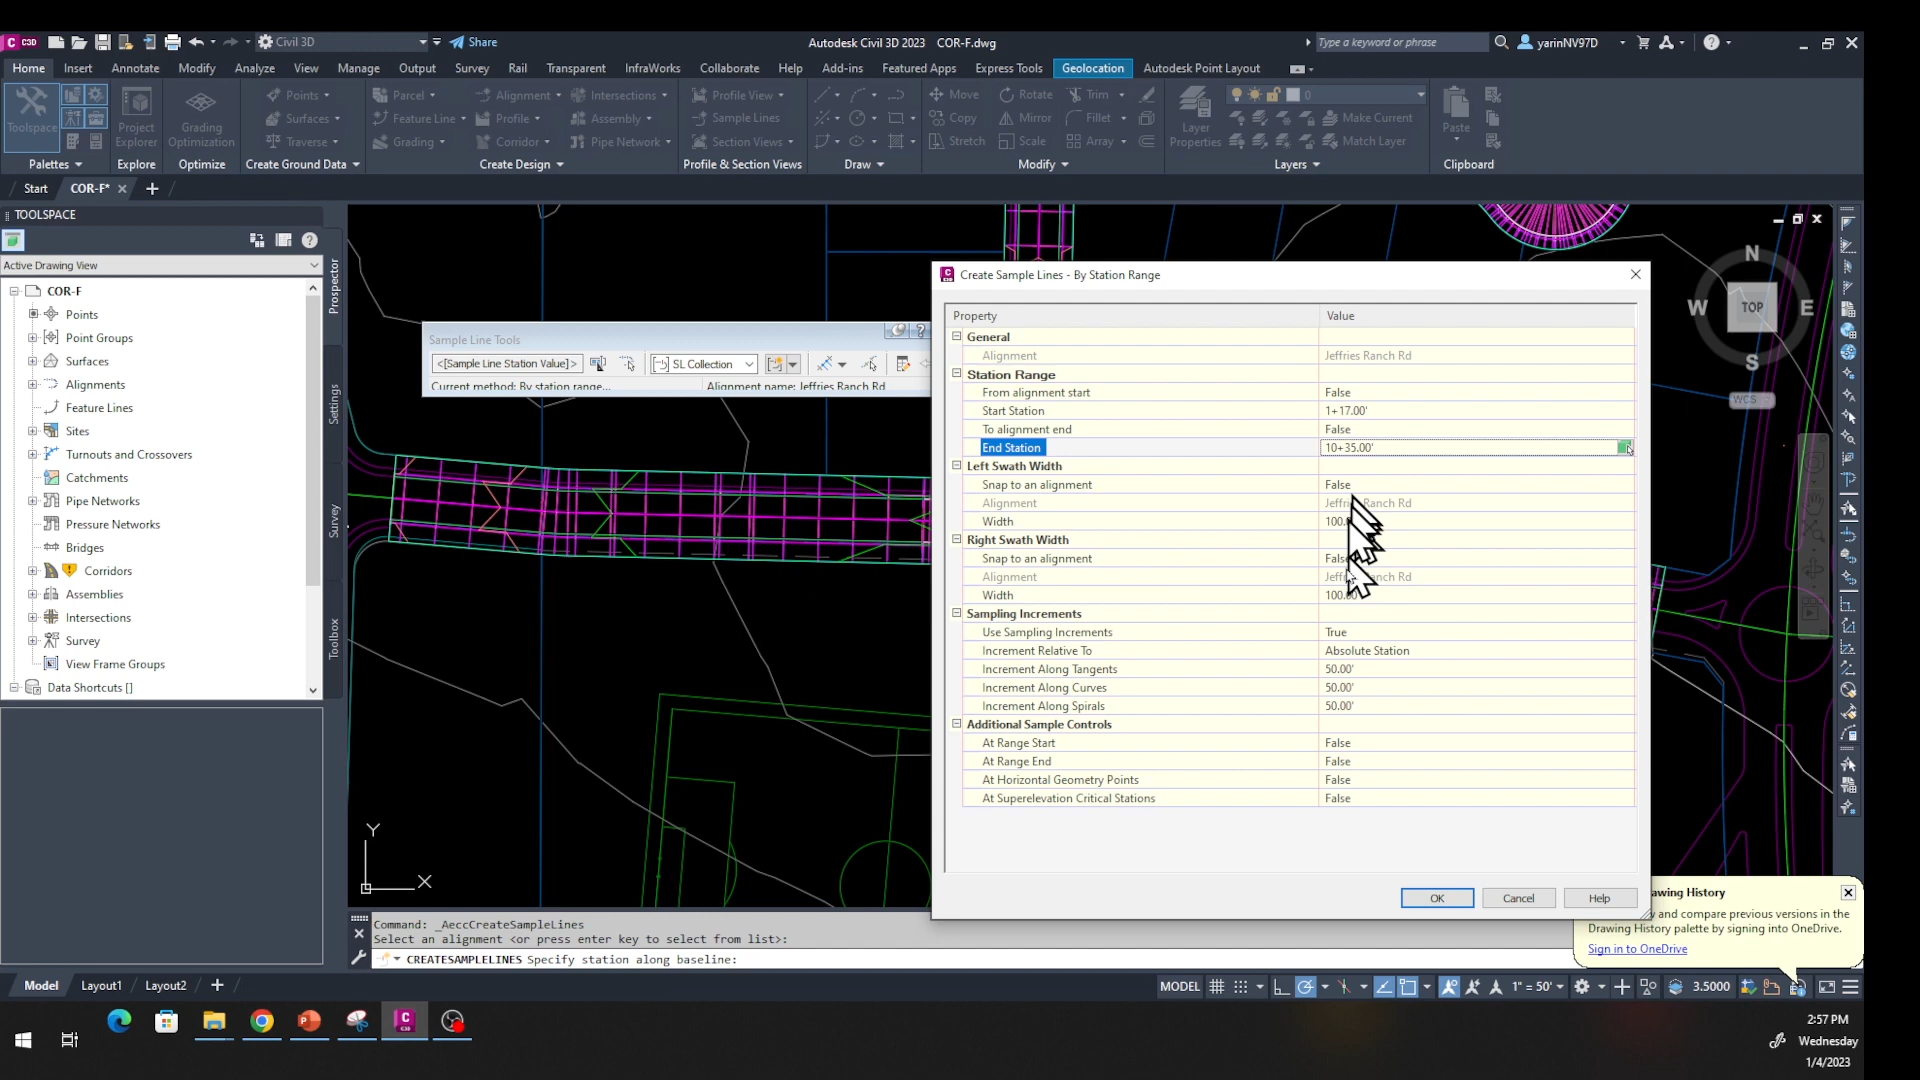 C3D
Civil 3D
Share
Autodesk Civil 3D 2023 COR-F.dwg
Type a keyword or phrase
yarinNV97D
Home Insert Annotate Modify Analyze View Manage Output Survey Rail Transparent InfraWorks Collaborate Help Add-ins Featured Apps Express Tools Geolocation Autodesk Point Layout
Points Parcel Alignment Intersections Profile View Move Rotate Trim 0
Surfaces Feature Line Profile Assembly Sample Lines Copy Mirror Fillet Make Current
Toolspace Project Explorer Grading Optimization Traverse Grading Corridor Pipe Network Section Views Stretch Scale Array Layer Properties Match Layer Paste
Palettes Explore Optimize Create Ground Data Create Design Profile & Section Views Draw Modify Layers Clipboard
Start COR-F*
TOOLSPACE
Active Drawing View
COR-F
Points
Point Groups
Surfaces
Alignments
Feature Lines
Sites
Turnouts and Crossovers
Catchments
Pipe Networks
Pressure Networks
Bridges
Corridors
Assemblies
Intersections
Survey
View Frame Groups
Data Shortcuts []
Prospector
Settings
Survey
Toolbox
Sample Line Tools
<[Sample Line Station Value]>
SL Collection
Current method: By station range... Alignment name: Jeffries Ranch Rd
Create Sample Lines - By Station Range
Property Value
General
Alignment Jeffries Ranch Rd
Station Range
From alignment start False
Start Station 1+17.00'
To alignment end False
End Station 10+35.00'
Left Swath Width
Snap to an alignment False
Alignment Jeffries Ranch Rd
Width 100.
Right Swath Width
Snap to an alignment False
Alignment Jeffries Ranch Rd
Width 100.
Sampling Increments
Use Sampling Increments True
Increment Relative To Absolute Station
Increment Along Tangents 50.00'
Increment Along Curves 50.00'
Increment Along Spirals 50.00'
Additional Sample Controls
At Range Start False
At Range End False
At Horizontal Geometry Points False
At Superelevation Critical Stations False
OK Cancel Help
N
W TOP E
S
WCS
Y
X
awing History
and compare previous versions in the
Drawing History palette by signing into OneDrive.
Sign in to OneDrive
Command: _AeccCreateSampleLines
Select an alignment <or press enter key to select from list>:
CREATESAMPLELINES Specify station along baseline:
Model Layout1 Layout2
MODEL 1" = 50' 3.5000
2:57 PM
Wednesday
1/4/2023